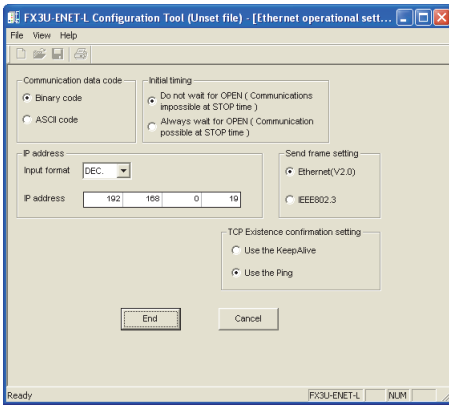 FX3U-ENET-L Configuration Tool (Unset file) - [Ethernet operational sett...
File View Help
Communication data code
Binary code
ASCII code
Initial timing
Do not wait for OPEN ( Communications
impossible at STOP time )
Always wait for OPEN ( Communication
possible at STOP time )
IP address
Input format DEC.
IP address 192 168 0 19
Send frame setting
Ethernet(V2.0)
IEEE802.3
TCP Existence confirmation setting
Use the KeepAlive
Use the Ping
End Cancel
Ready FX3U-ENET-L NUM